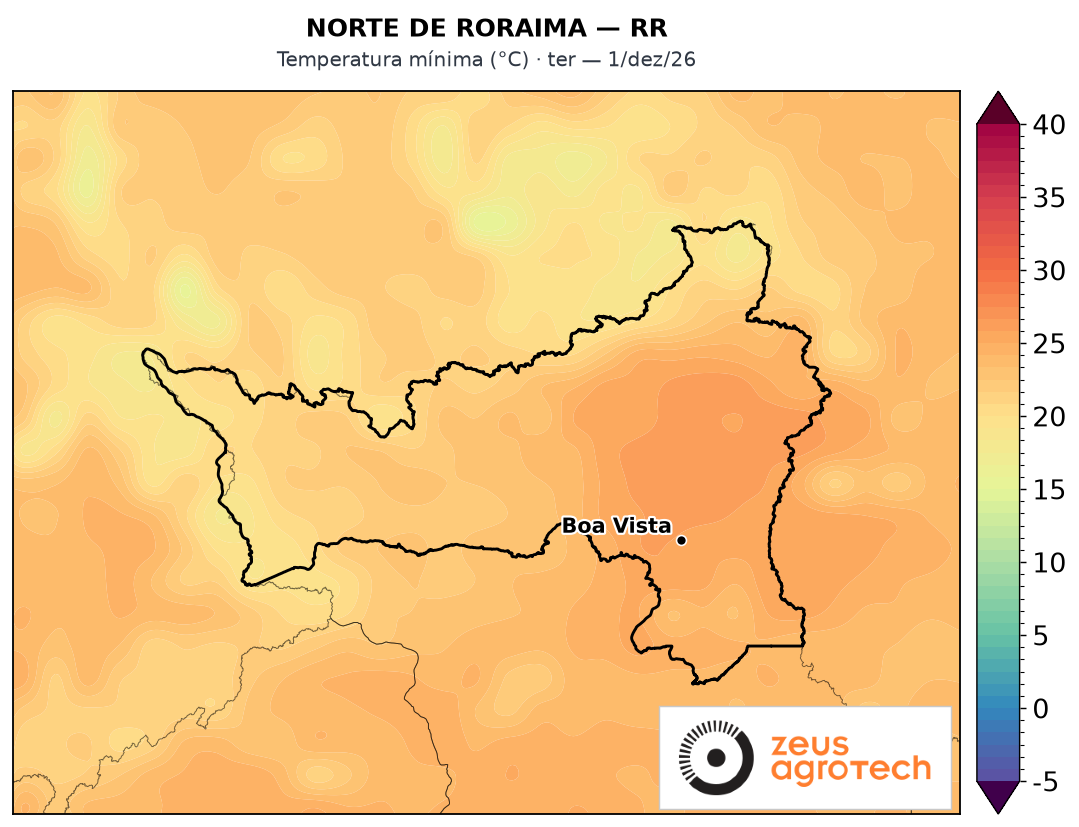 NORTE DE RORAIMA — RR
Temperatura mínima (°C) · ter — 1/dez/26
40
35
30
25
20
15
10
5
0
-5
Boa Vista
zeus
agrotech